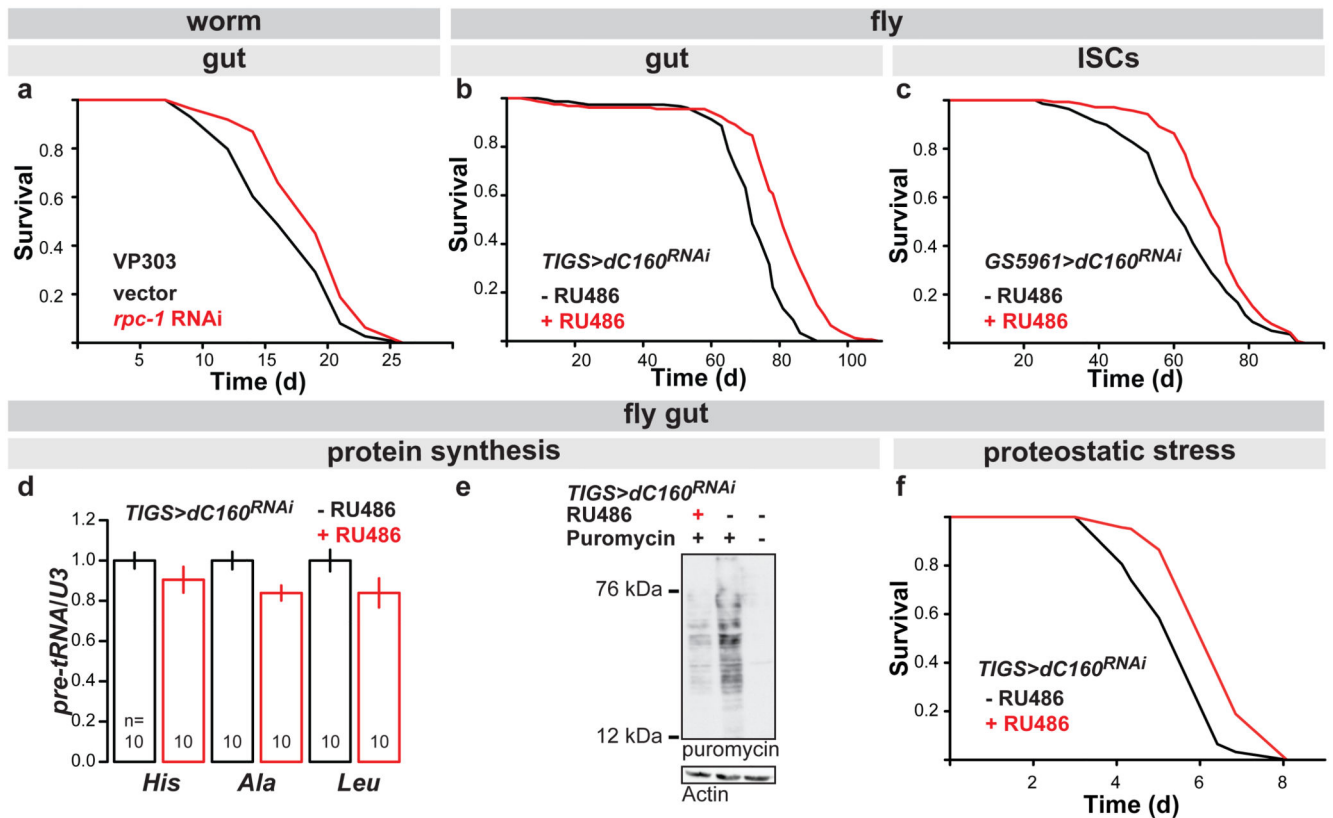 worm
fly
gut
gut
ISCs
a
Survival
0.8
0.6
0.4
0.2
VP303
vector
rpc-1 RNAi
5
10
15
20
25
Time (d)
b
Survival
0.8
0.6
0.4
0.2
TIGS>dC160RNAi
- RU486
+ RU486
20
40
60
80
100
Time (d)
c
Survival
0.8
0.6
0.4
0.2
GS5961>dC160RNAi
- RU486
+ RU486
20
40
60
80
Time (d)
fly gut
protein synthesis
proteostatic stress
d
TIGS>dC160RNAi
- RU486
+ RU486
pre-tRNA/U3
1.2
1.0
0.8
0.6
0.4
0.2
0.0
n=
10 10 10 10 10 10
His Ala Leu
e
TIGS>dC160RNAi
RU486 + - -
Puromycin + + -
76 kDa
12 kDa
puromycin
Actin
f
Survival
0.8
0.6
0.4
0.2
TIGS>dC160RNAi
- RU486
+ RU486
0
2
4
6
8
Time (d)